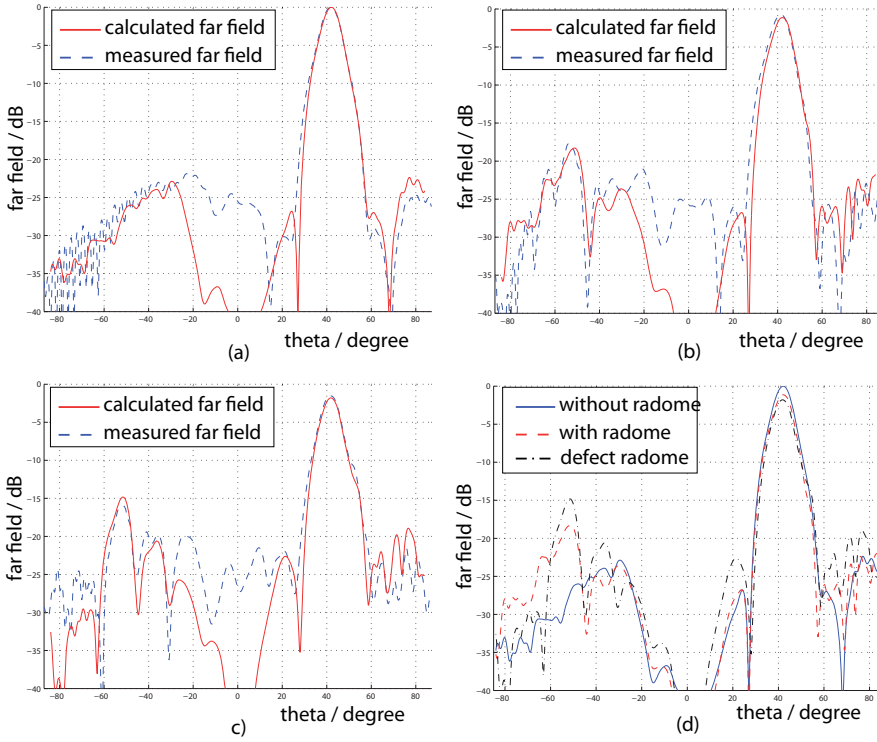 calculated far field
measured far field
far field / dB
0
−5
−10
−15
−20
−25
−30
−35
−40
−80 −60 −40 −20 0 20 40 60 80
theta / degree
(a)
calculated far field
measured far field
far field / dB
0
−5
−10
−15
−20
−25
−30
−35
−40
−80 −60 −40 −20 0 20 40 60 80
theta / degree
(b)
calculated far field
measured far field
far field / dB
0
−5
−10
−15
−20
−25
−30
−35
−40
−80 −60 −40 −20 0 20 40 60 80
theta / degree
c)
without radome
with radome
defect radome
far field / dB
0
−5
−10
−15
−20
−25
−30
−35
−40
−80 −60 −40 −20 0 20 40 60 80
theta / degree
(d)